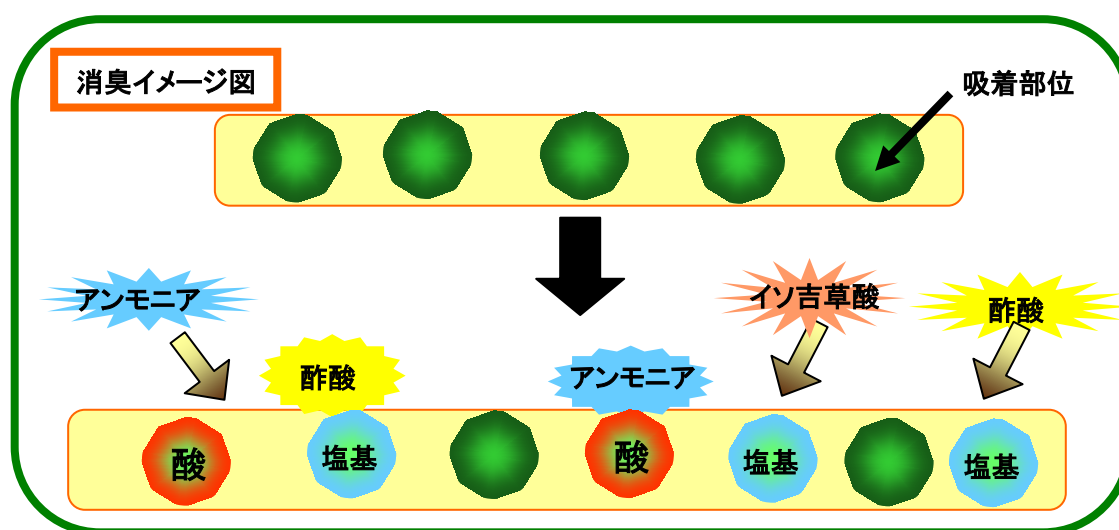 消臭イメージ図
吸着部位
アンモニア
イソ吉草酸
酢酸
酢酸
アンモニア
酸
塩基
酸
塩基
塩基